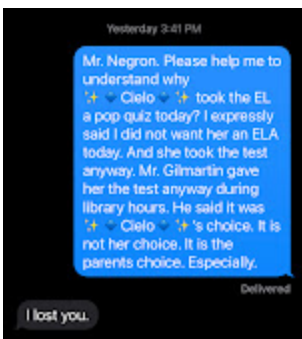 Yesterday 3:41 PM
Mr. Negron. Please help me to
understand why
✨💙Cielo💙✨ took the EL
a pop quiz today? I expressly
said I did not want her an ELA
today. And she took the test
anyway. Mr. Gilmartin gave
her the test anyway during
library hours. He said it was
✨💙Cielo💙✨'s choice. It is
not her choice. It is the
parents choice. Especially.
Delivered
I lost you.